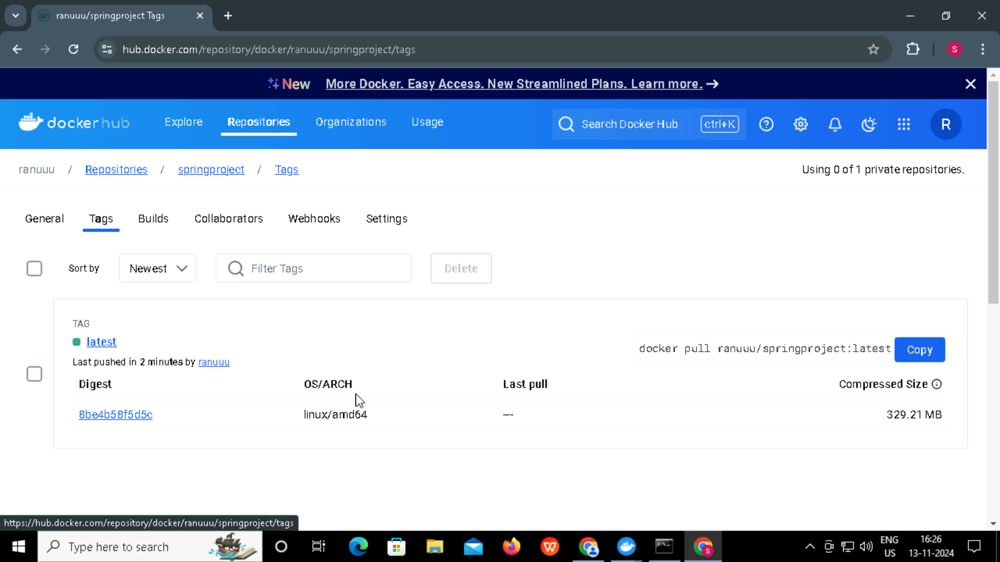 ranuuu/springproject Tags
hub.docker.com/repository/docker/ranuuu/springproject/tags
S
New More Docker. Easy Access. New Streamlined Plans. Learn more. →
docker hub Explore Repositories Organizations Usage Search Docker Hub ctrl+K R
ranuuu / Repositories / springproject / Tags Using 0 of 1 private repositories.
General Tags Builds Collaborators Webhooks Settings
Sort by Newest Filter Tags Delete
TAG
latest
docker pull ranuuu/springproject:latest Copy
Last pushed in 2 minutes by ranuuu
Digest OS/ARCH Last pull Compressed Size
8be4b58f5d5c linux/amd64 --- 329.21 MB
https://hub.docker.com/repository/docker/ranuuu/springproject/tags
Type here to search
ENG
US
16:26
13-11-2024